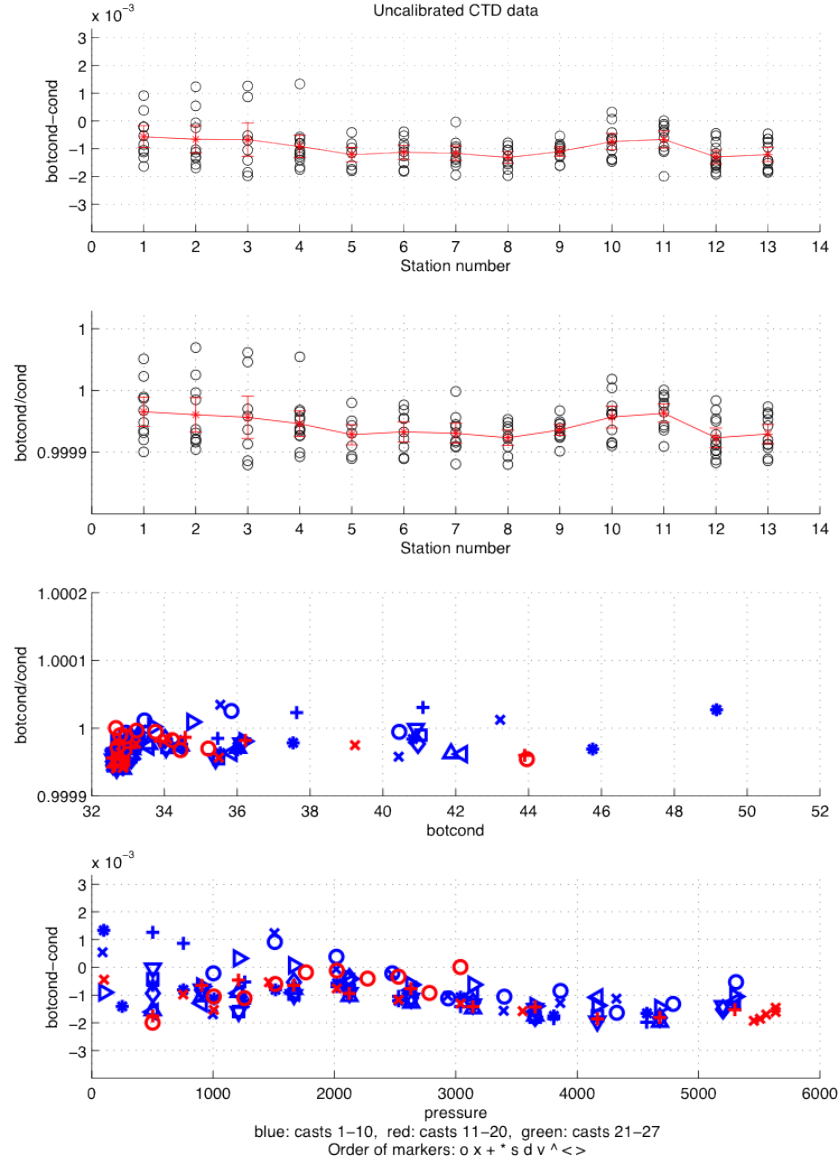 Uncalibrated CTD data
x 10⁻³
3
2
1
0
−1
−2
−3
botcond−cond
0 1 2 3 4 5 6 7 8 9 10 11 12 13 14
Station number
1
1
0.9999
botcond/cond
0 1 2 3 4 5 6 7 8 9 10 11 12 13 14
Station number
1.0002
1.0001
1
0.9999
botcond/cond
32 34 36 38 40 42 44 46 48 50 52
botcond
x 10⁻³
3
2
1
0
−1
−2
−3
botcond−cond
0 1000 2000 3000 4000 5000 6000
pressure
blue: casts 1−10, red: casts 11−20, green: casts 21−27
Order of markers: o x + * s d v ^ < >